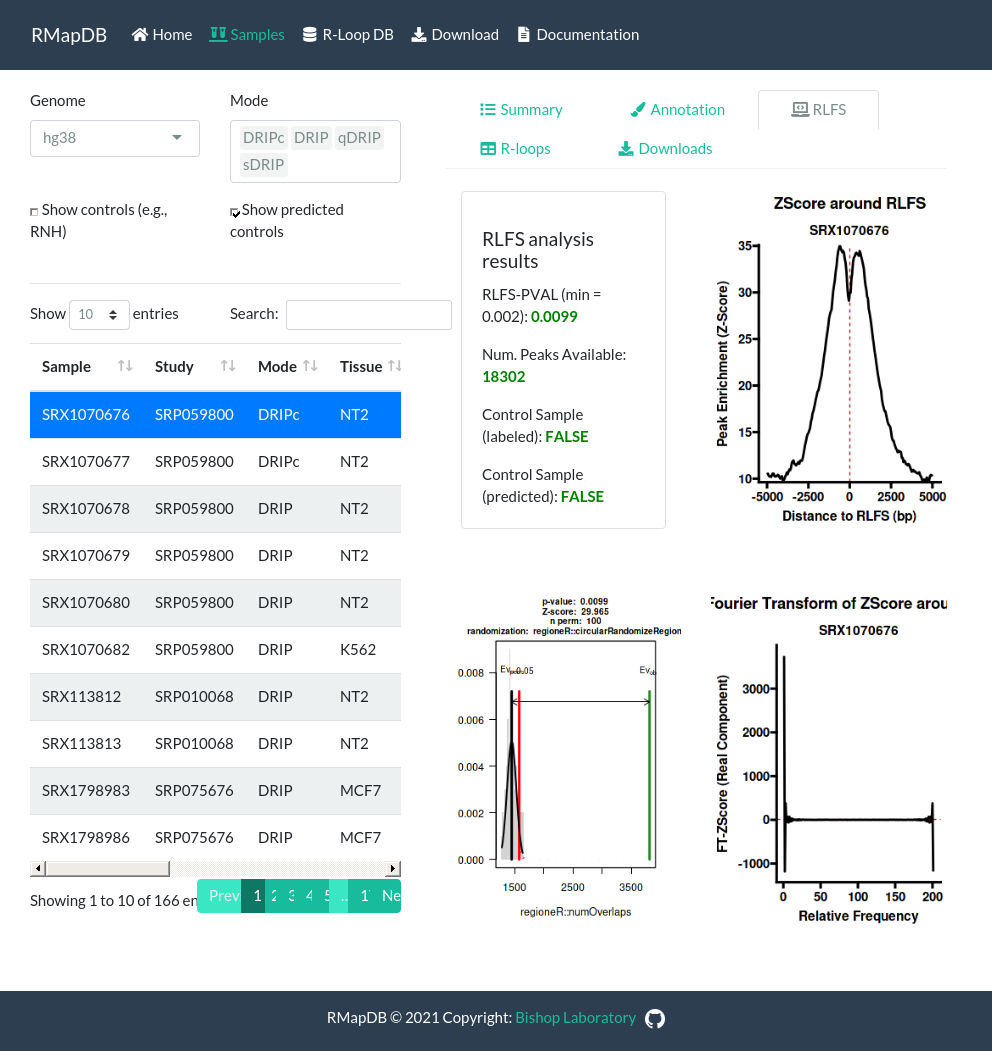 RMapDB Home Samples R-Loop DB Download Documentation
Genome
hg38
Mode
DRIPc DRIP qDRIP
sDRIP
Show controls (e.g.,
RNH)
Show predicted
controls
Show 10 entries
Search:
Sample Study Mode Tissue
SRX1070676 SRP059800 DRIPc NT2
SRX1070677 SRP059800 DRIPc NT2
SRX1070678 SRP059800 DRIP NT2
SRX1070679 SRP059800 DRIP NT2
SRX1070680 SRP059800 DRIP NT2
SRX1070682 SRP059800 DRIP K562
SRX113812 SRP010068 DRIP NT2
SRX113813 SRP010068 DRIP NT2
SRX1798983 SRP075676 DRIP MCF7
SRX1798986 SRP075676 DRIP MCF7
Showing 1 to 10 of 166 en
Prev 1 2 3 4 5 … 1 Ne
Summary Annotation RLFS
R-loops Downloads
RLFS analysis
results
RLFS-PVAL (min =
0.002): 0.0099
Num. Peaks Available:
18302
Control Sample
(labeled): FALSE
Control Sample
(predicted): FALSE
ZScore around RLFS
SRX1070676
Peak Enrichment (Z-Score)
35
30
25
20
15
10
-5000 -2500 0 2500 5000
Distance to RLFS (bp)
p-value: 0.0099
Z-score: 29.965
n perm: 100
randomization: regioneR::circularRandomizeRegion
0.008
0.006
0.004
0.002
0.000
0.05
Evob
1500 2500 3500
regioneR::numOverlaps
Fourier Transform of ZScore arou
SRX1070676
FT-ZScore (Real Component)
3000
2000
1000
0
-1000
0 50 100 150 200
Relative Frequency
RMapDB © 2021 Copyright: Bishop Laboratory